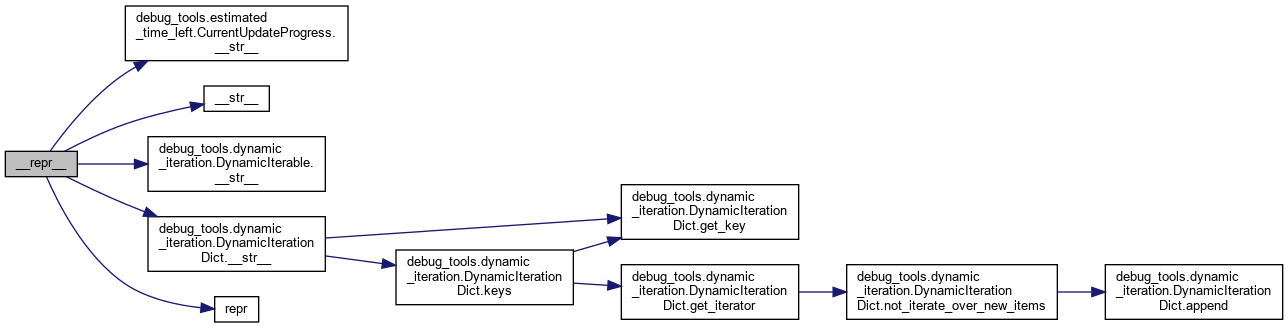 __repr__
debug_tools.estimated
_time_left.CurrentUpdateProgress.
__str__
__str__
debug_tools.dynamic
_iteration.DynamicIterable.
__str__
debug_tools.dynamic
_iteration.DynamicIteration
Dict.__str__
repr
debug_tools.dynamic
_iteration.DynamicIteration
Dict.keys
debug_tools.dynamic
_iteration.DynamicIteration
Dict.get_key
debug_tools.dynamic
_iteration.DynamicIteration
Dict.get_iterator
debug_tools.dynamic
_iteration.DynamicIteration
Dict.not_iterate_over_new_items
debug_tools.dynamic
_iteration.DynamicIteration
Dict.append